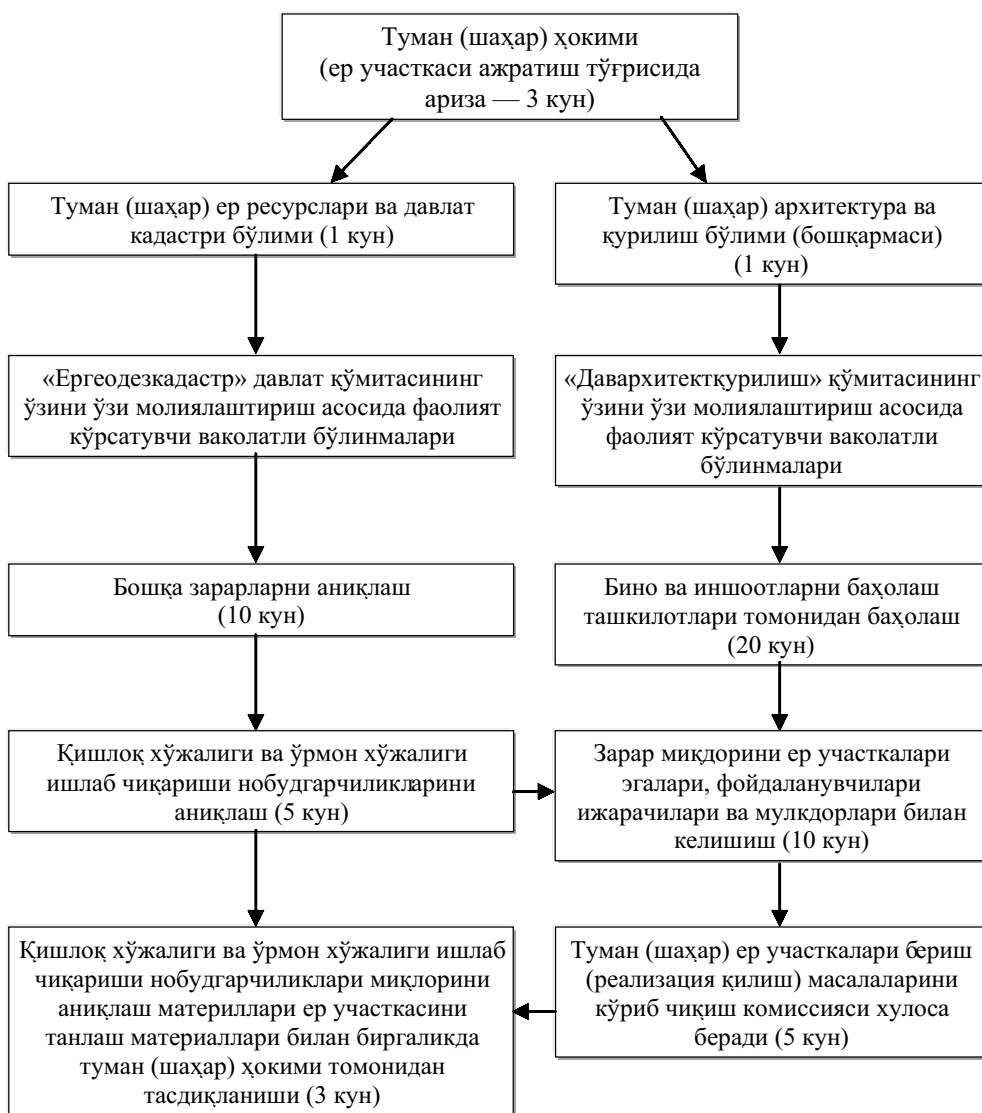 Туман (шаҳар) ҳокими
(ер участкаси ажратиш тўғрисида
ариза — 3 кун)
Туман (шаҳар) ер ресурслари ва давлат
кадастри бўлими (1 кун)
Туман (шаҳар) архитектура ва
қурилиш бўлими (бошқармаси)
(1 кун)
«Ергеодезкадастр» давлат қўмитасининг
ўзини ўзи молиялаштириш асосида фаолият
кўрсатувчи ваколатли бўлинмалари
«Давархитектқурилиш» қўмитасининг
ўзини ўзи молиялаштириш асосида
фаолият кўрсатувчи ваколатли
бўлинмалари
Бошқа зарарларни аниқлаш
(10 кун)
Бино ва иншоотларни баҳолаш
ташкилотлари томонидан баҳолаш
(20 кун)
Қишлоқ хўжалиги ва ўрмон хўжалиги
ишлаб чиқариши нобудгарчиликларини
аниқлаш (5 кун)
Зарар миқдорини ер участкалари
эгалари, фойдаланувчилари
ижарачилари ва мулкдорлари билан
келишиш (10 кун)
Қишлоқ хўжалиги ва ўрмон хўжалиги ишлаб
чиқариши нобудгарчиликлари миқлорини
аниқлаш материллари ер участкасини
танлаш материаллари билан биргаликда
туман (шаҳар) ҳокими томонидан
тасдиқланиши (3 кун)
Туман (шаҳар) ер участкалари бериш
(реализация қилиш) масалаларини
кўриб чиқиш комиссияси хулоса
беради (5 кун)